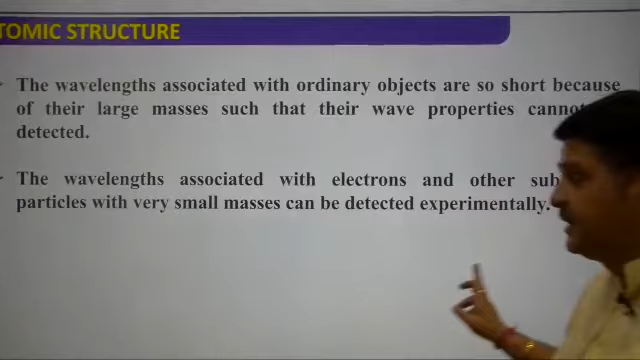 TOMIC STRUCTURE
The wavelengths associated with ordinary objects are so short because
of their large masses such that their wave properties
detected.
The wavelengths associated with electrons and other
particles with very small masses can be detected experimentally.